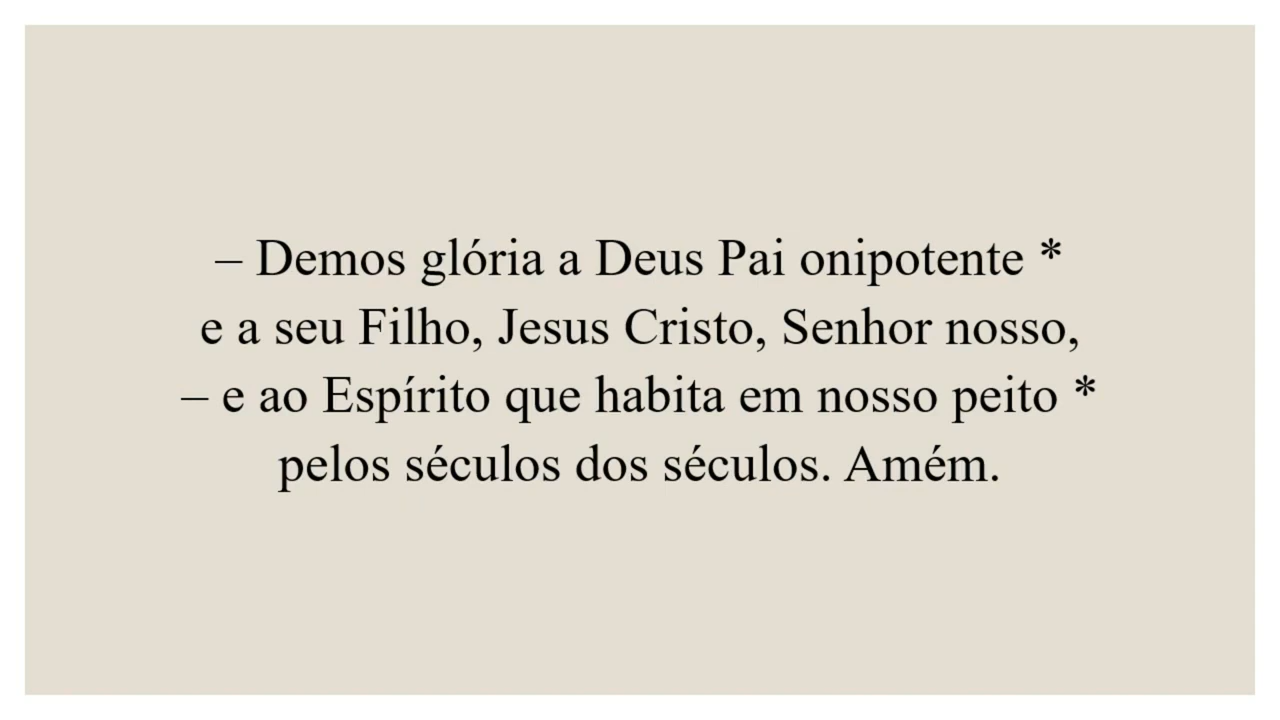 – Demos glória a Deus Pai onipotente *
e a seu Filho, Jesus Cristo, Senhor nosso,
– e ao Espírito que habita em nosso peito *
pelos séculos dos séculos. Amém.